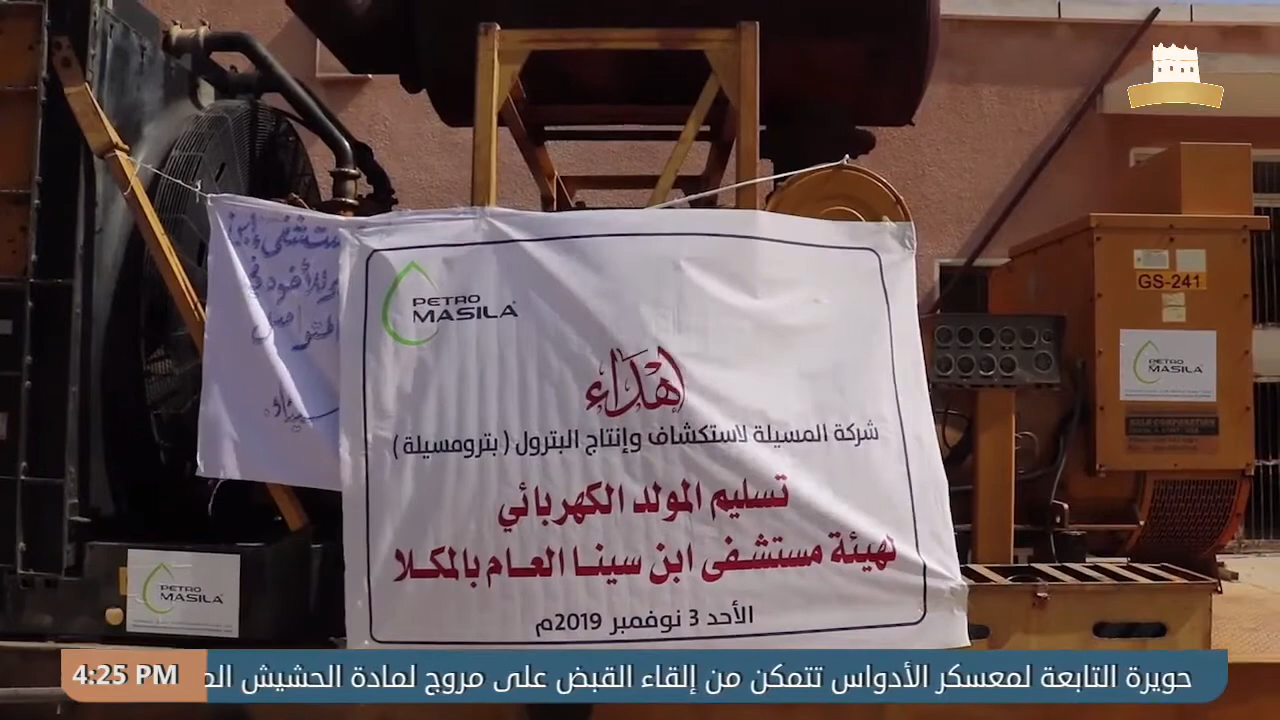 PETRO
MASILA
إهداء
شركة المسيلة لاستكشاف وإنتاج البترول ( بترومسيلة )
تسليم المولد الكهربائي
لهيئة مستشفى ابن سينا العام بالمكلا
الأحد 3 نوفمبر 2019م
GS-241
PETRO
MASILA
PETRO
MASILA
حويرة التابعة لمعسكر الأدواس تتمكن من إلقاء القبض على مروج لمادة الحشيش الم
4:25 PM